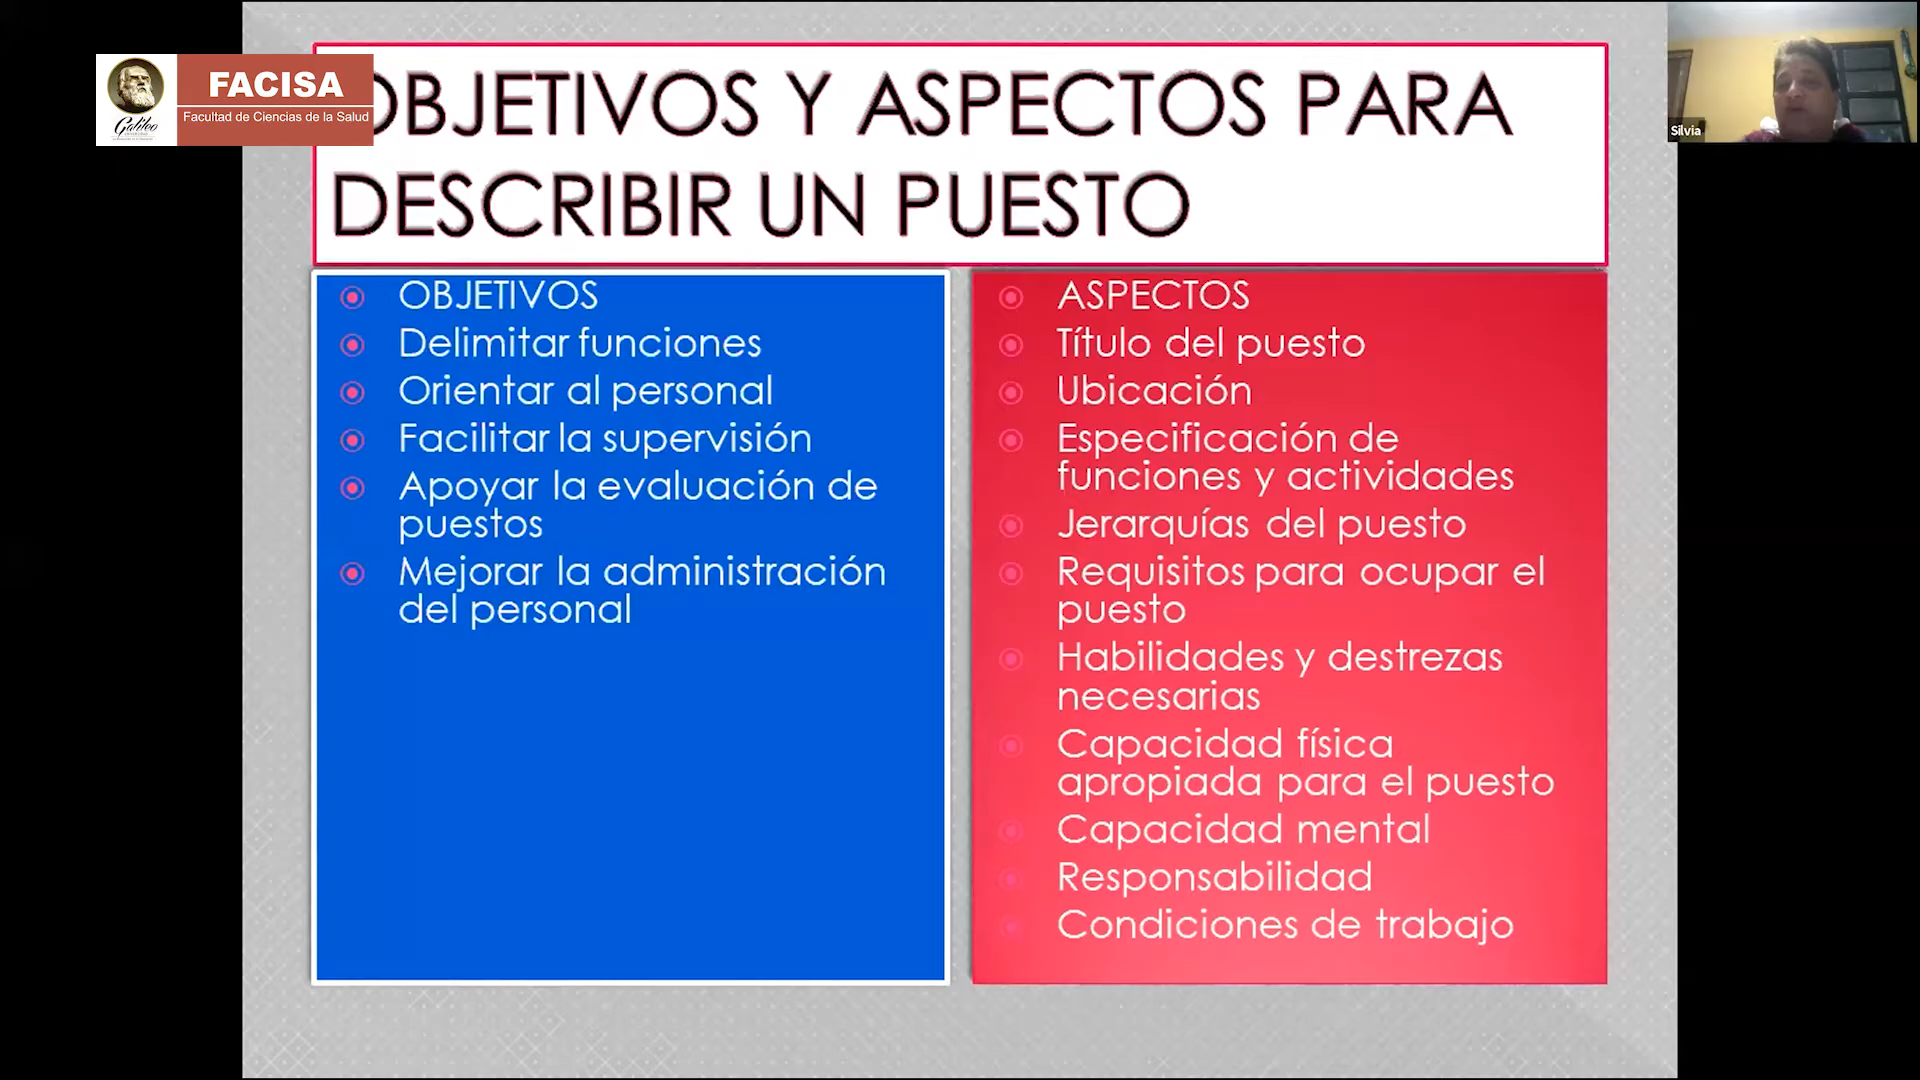 FACISA
Galileo
Facultad de Ciencias de la Salud
OBJETIVOS Y ASPECTOS PARA
DESCRIBIR UN PUESTO
Silvia
OBJETIVOS
Delimitar funciones
Orientar al personal
Facilitar la supervisión
Apoyar la evaluación de
puestos
Mejorar la administración
del personal
ASPECTOS
Título del puesto
Ubicación
Especificación de
funciones y actividades
Jerarquías del puesto
Requisitos para ocupar el
puesto
Habilidades y destrezas
necesarias
Capacidad física
apropiada para el puesto
Capacidad mental
Responsabilidad
Condiciones de trabajo